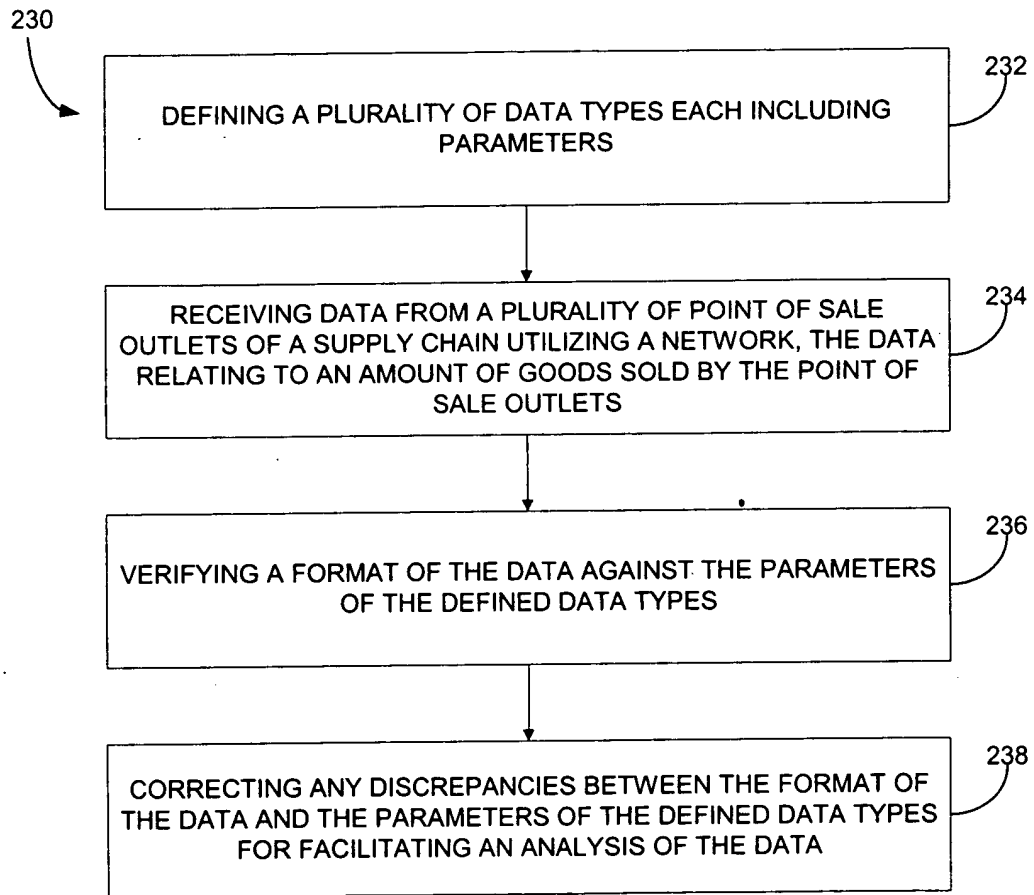 230
232
DEFINING A PLURALITY OF DATA TYPES EACH INCLUDING
PARAMETERS
234
RECEIVING DATA FROM A PLURALITY OF POINT OF SALE
OUTLETS OF A SUPPLY CHAIN UTILIZING A NETWORK, THE DATA
RELATING TO AN AMOUNT OF GOODS SOLD BY THE POINT OF
SALE OUTLETS
236
VERIFYING A FORMAT OF THE DATA AGAINST THE PARAMETERS
OF THE DEFINED DATA TYPES
238
CORRECTING ANY DISCREPANCIES BETWEEN THE FORMAT OF
THE DATA AND THE PARAMETERS OF THE DEFINED DATA TYPES
FOR FACILITATING AN ANALYSIS OF THE DATA